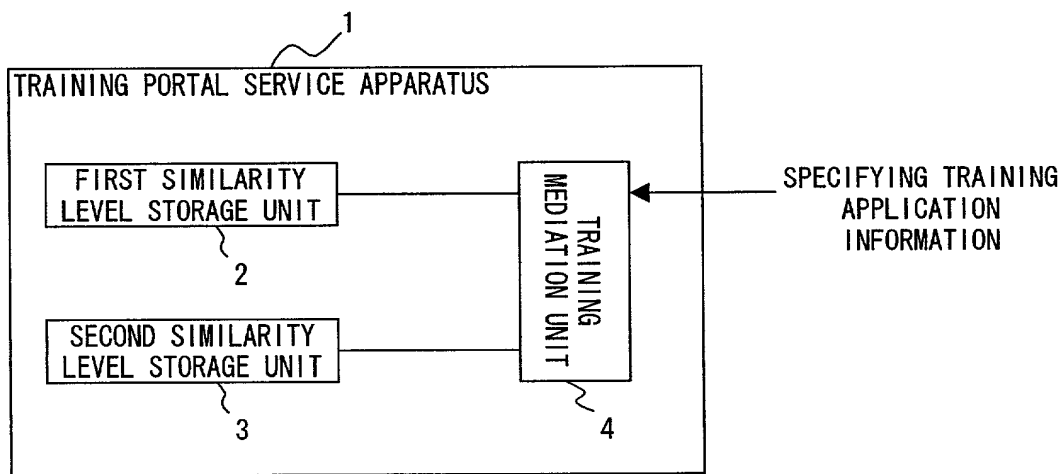 1
TRAINING PORTAL SERVICE APPARATUS
FIRST SIMILARITY
LEVEL STORAGE UNIT
2
SECOND SIMILARITY
LEVEL STORAGE UNIT
3
TRAINING
MEDIATION UNIT
4
SPECIFYING TRAINING
APPLICATION
INFORMATION